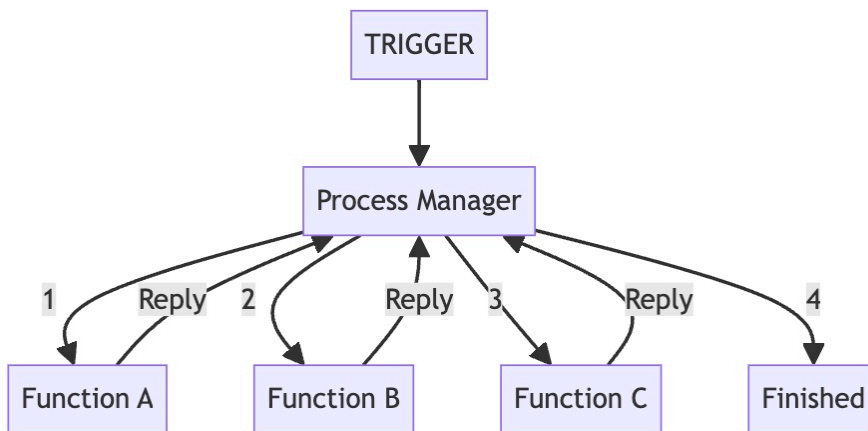 TRIGGER
Process Manager
1
Reply
2
Reply
3
Reply
4
Function A
Function B
Function C
Finished